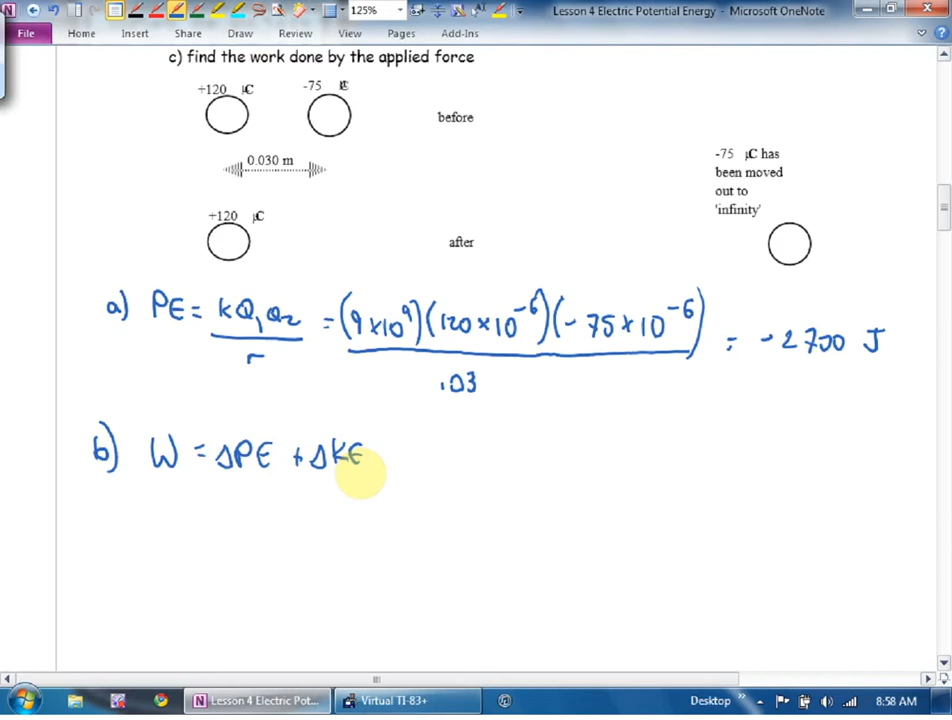 125%
Lesson 4 Electric Potential Energy - Microsoft OneNote
File Home Insert Share Draw Review View Pages Add-Ins
c) find the work done by the applied force
+120 µC -75 µC
before
0.030 m
-75 µC has
been moved
out to
'infinity'
+120 µC
after
a) PE = kQ₁Q₂ / r = (9 x10⁹)(120 x10⁻⁶)(-75 x10⁻⁶) / .03 = -2700 J
b) W = ΔPE + ΔKE
Lesson 4 Electric Pot... Virtual TI-83+ Desktop 8:58 AM